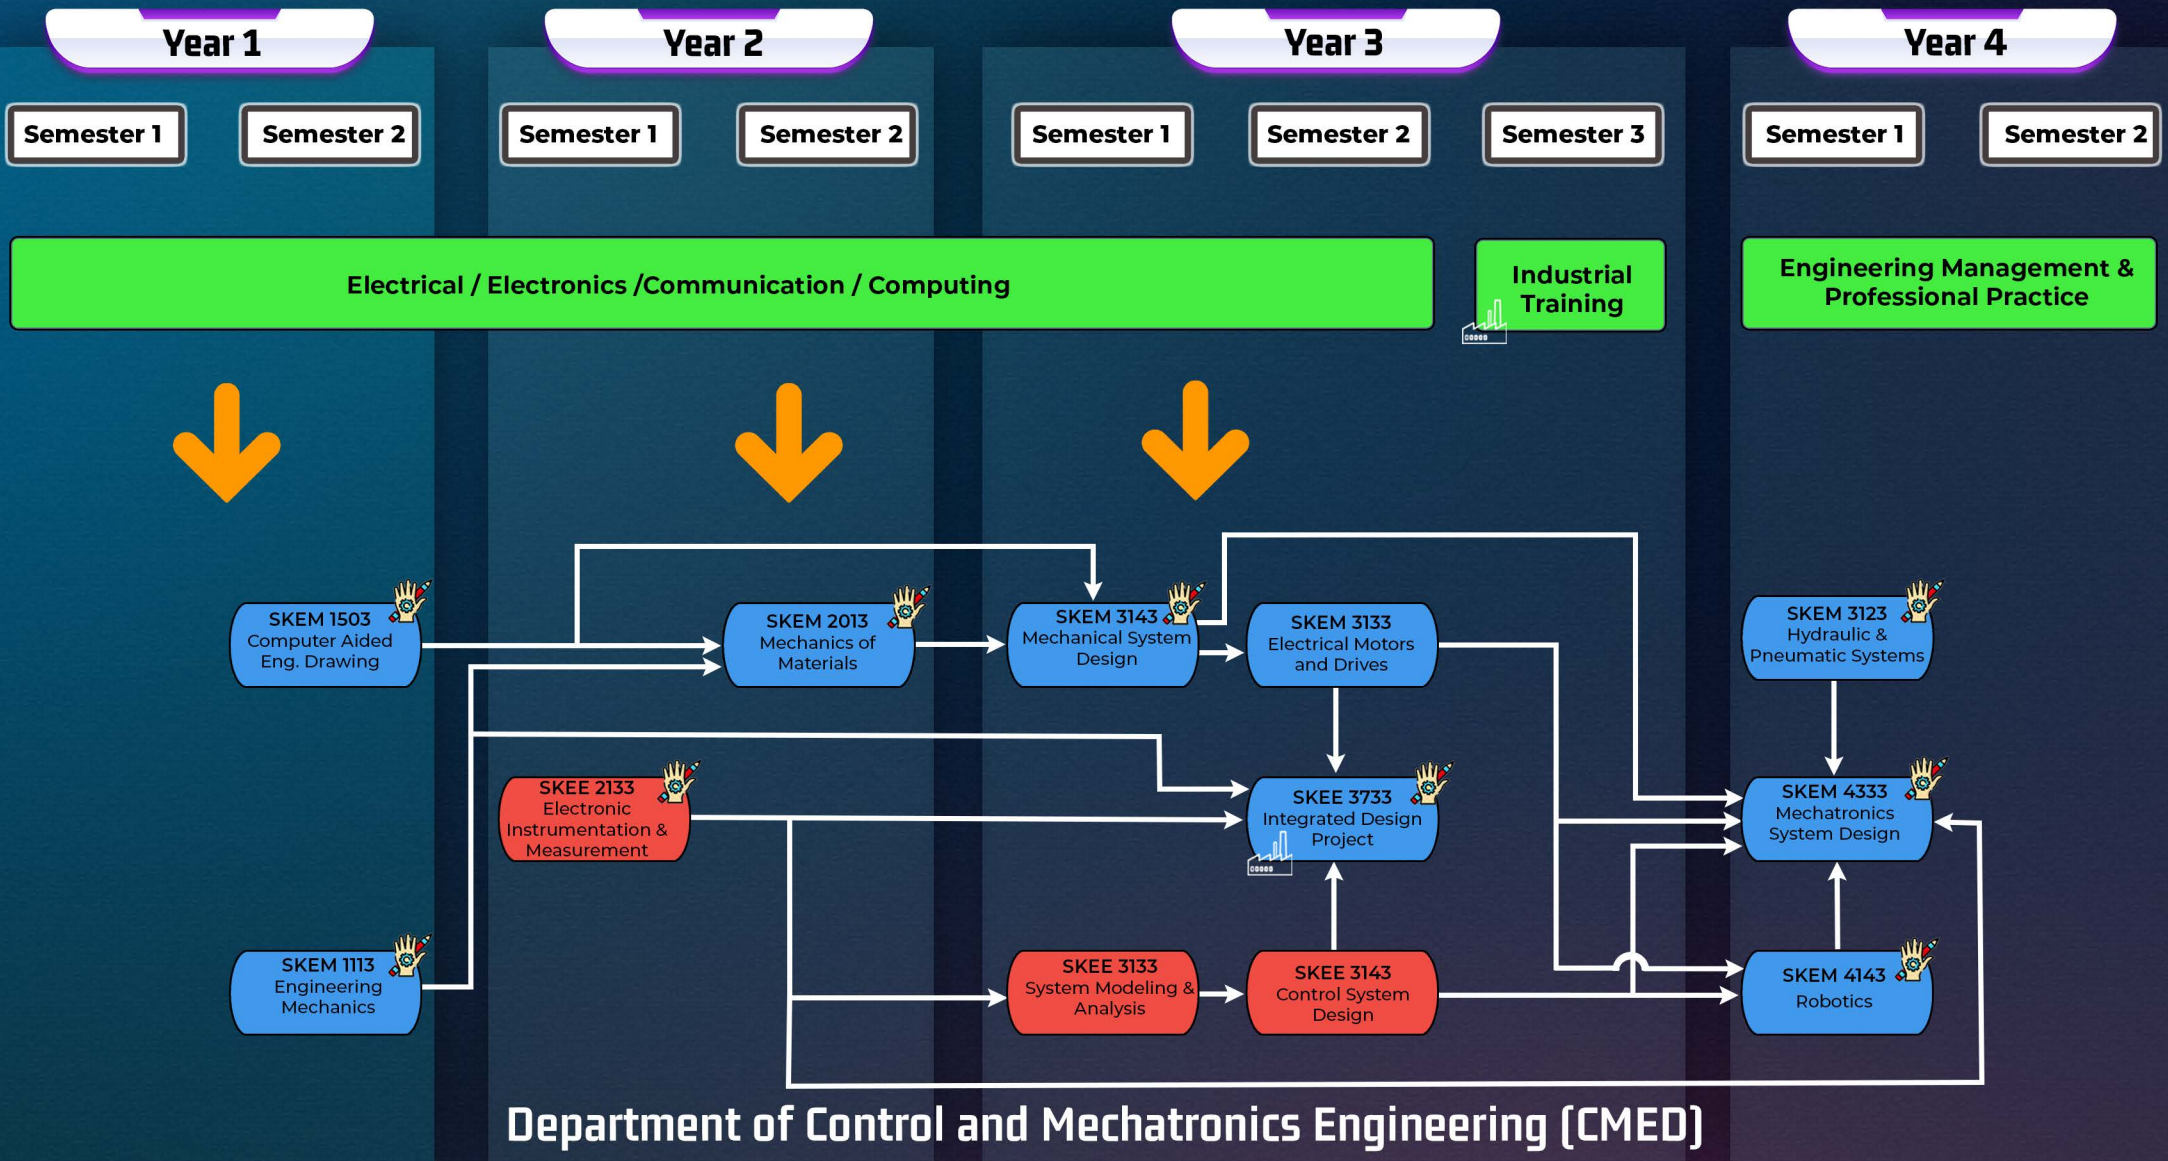 Year 1
Year 2
Year 3
Year 4
Semester 1
Semester 2
Semester 1
Semester 2
Semester 1
Semester 2
Semester 3
Semester 1
Semester 2
Electrical / Electronics /Communication / Computing
Industrial
Training
Engineering Management &
Professional Practice
SKEM 1503
Computer Aided
Eng. Drawing
SKEM 2013
Mechanics of
Materials
SKEM 3143
Mechanical System
Design
SKEM 3133
Electrical Motors
and Drives
SKEM 3123
Hydraulic &
Pneumatic Systems
SKEE 2133
Electronic
Instrumentation &
Measurement
SKEE 3733
Integrated Design
Project
SKEM 4333
Mechatronics
System Design
SKEM 1113
Engineering
Mechanics
SKEE 3133
System Modeling &
Analysis
SKEE 3143
Control System
Design
SKEM 4143
Robotics
Department of Control and Mechatronics Engineering (CMED)